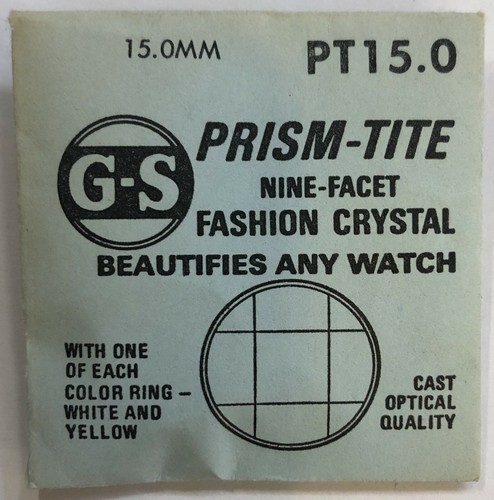 15.0MM PT15.0
G-S
PRISM-TITE
NINE-FACET
FASHION CRYSTAL
BEAUTIFIES ANY WATCH
WITH ONE
OF EACH
COLOR RING –
WHITE AND
YELLOW
CAST
OPTICAL
QUALITY